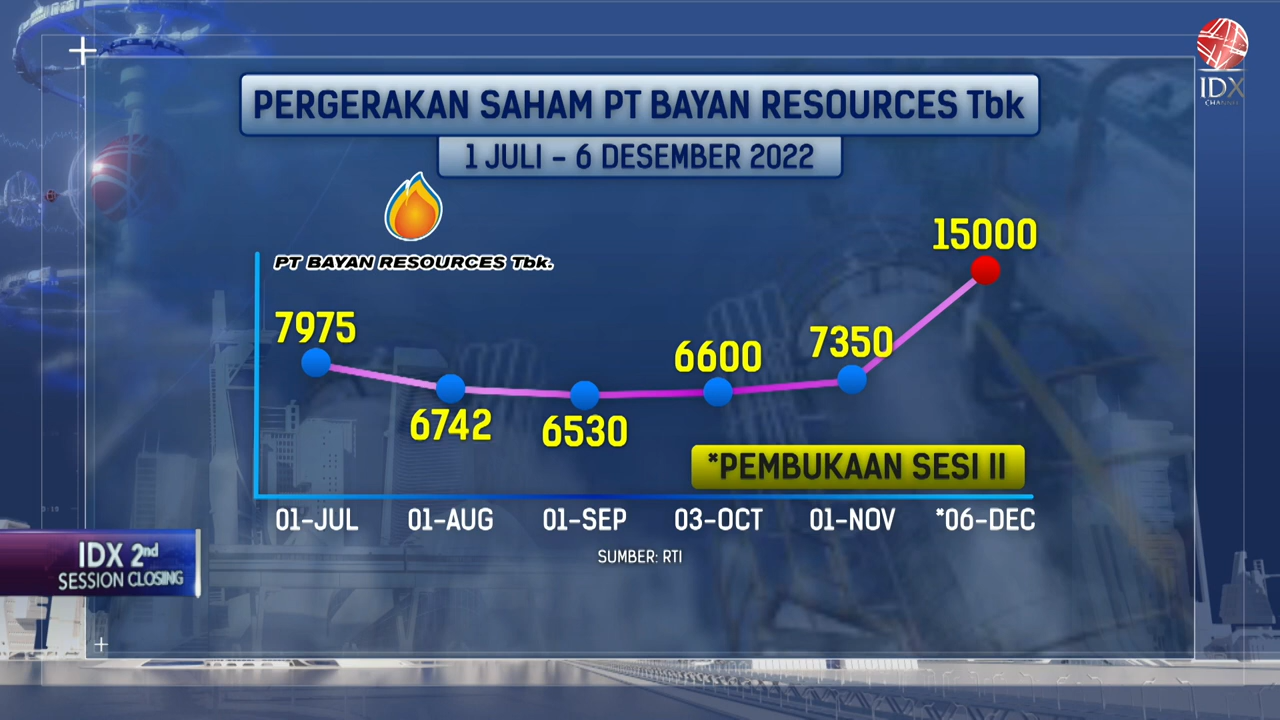 IDX
CHANNEL
PERGERAKAN SAHAM PT BAYAN RESOURCES Tbk
1 JULI – 6 DESEMBER 2022
PT BAYAN RESOURCES Tbk.
15000
7975
7350
6600
6742
6530
*PEMBUKAAN SESI II
01-JUL 01-AUG 01-SEP 03-OCT 01-NOV *06-DEC
SUMBER: RTI
IDX 2nd
SESSION CLOSING